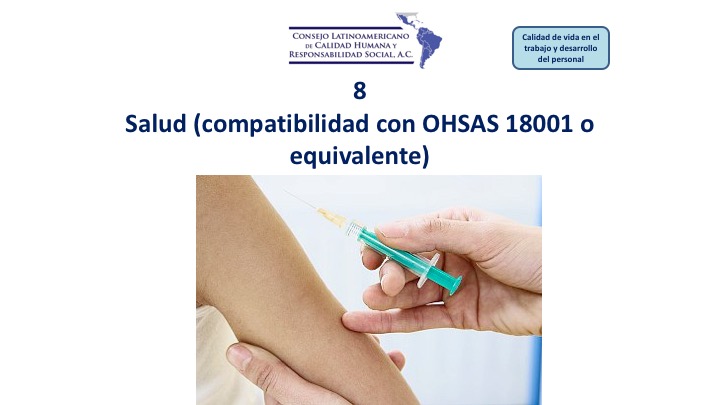 Consejo Latinoamericano
de Calidad Humana y
Responsabilidad Social, A.C.
Calidad de vida en el
trabajo y desarrollo
del personal
8
Salud (compatibilidad con OHSAS 18001 o
equivalente)